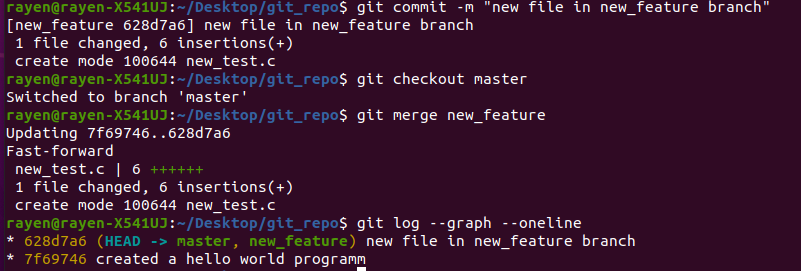 rayen@rayen-X541UJ:~/Desktop/git_repo$ git commit -m "new file in new_feature branch"
[new_feature 628d7a6] new file in new_feature branch
 1 file changed, 6 insertions(+)
 create mode 100644 new_test.c
rayen@rayen-X541UJ:~/Desktop/git_repo$ git checkout master
Switched to branch 'master'
rayen@rayen-X541UJ:~/Desktop/git_repo$ git merge new_feature
Updating 7f69746..628d7a6
Fast-forward
 new_test.c | 6 ++++++
 1 file changed, 6 insertions(+)
 create mode 100644 new_test.c
rayen@rayen-X541UJ:~/Desktop/git_repo$ git log --graph --oneline
* 628d7a6 (HEAD -> master, new_feature) new file in new_feature branch
* 7f69746 created a hello world programm